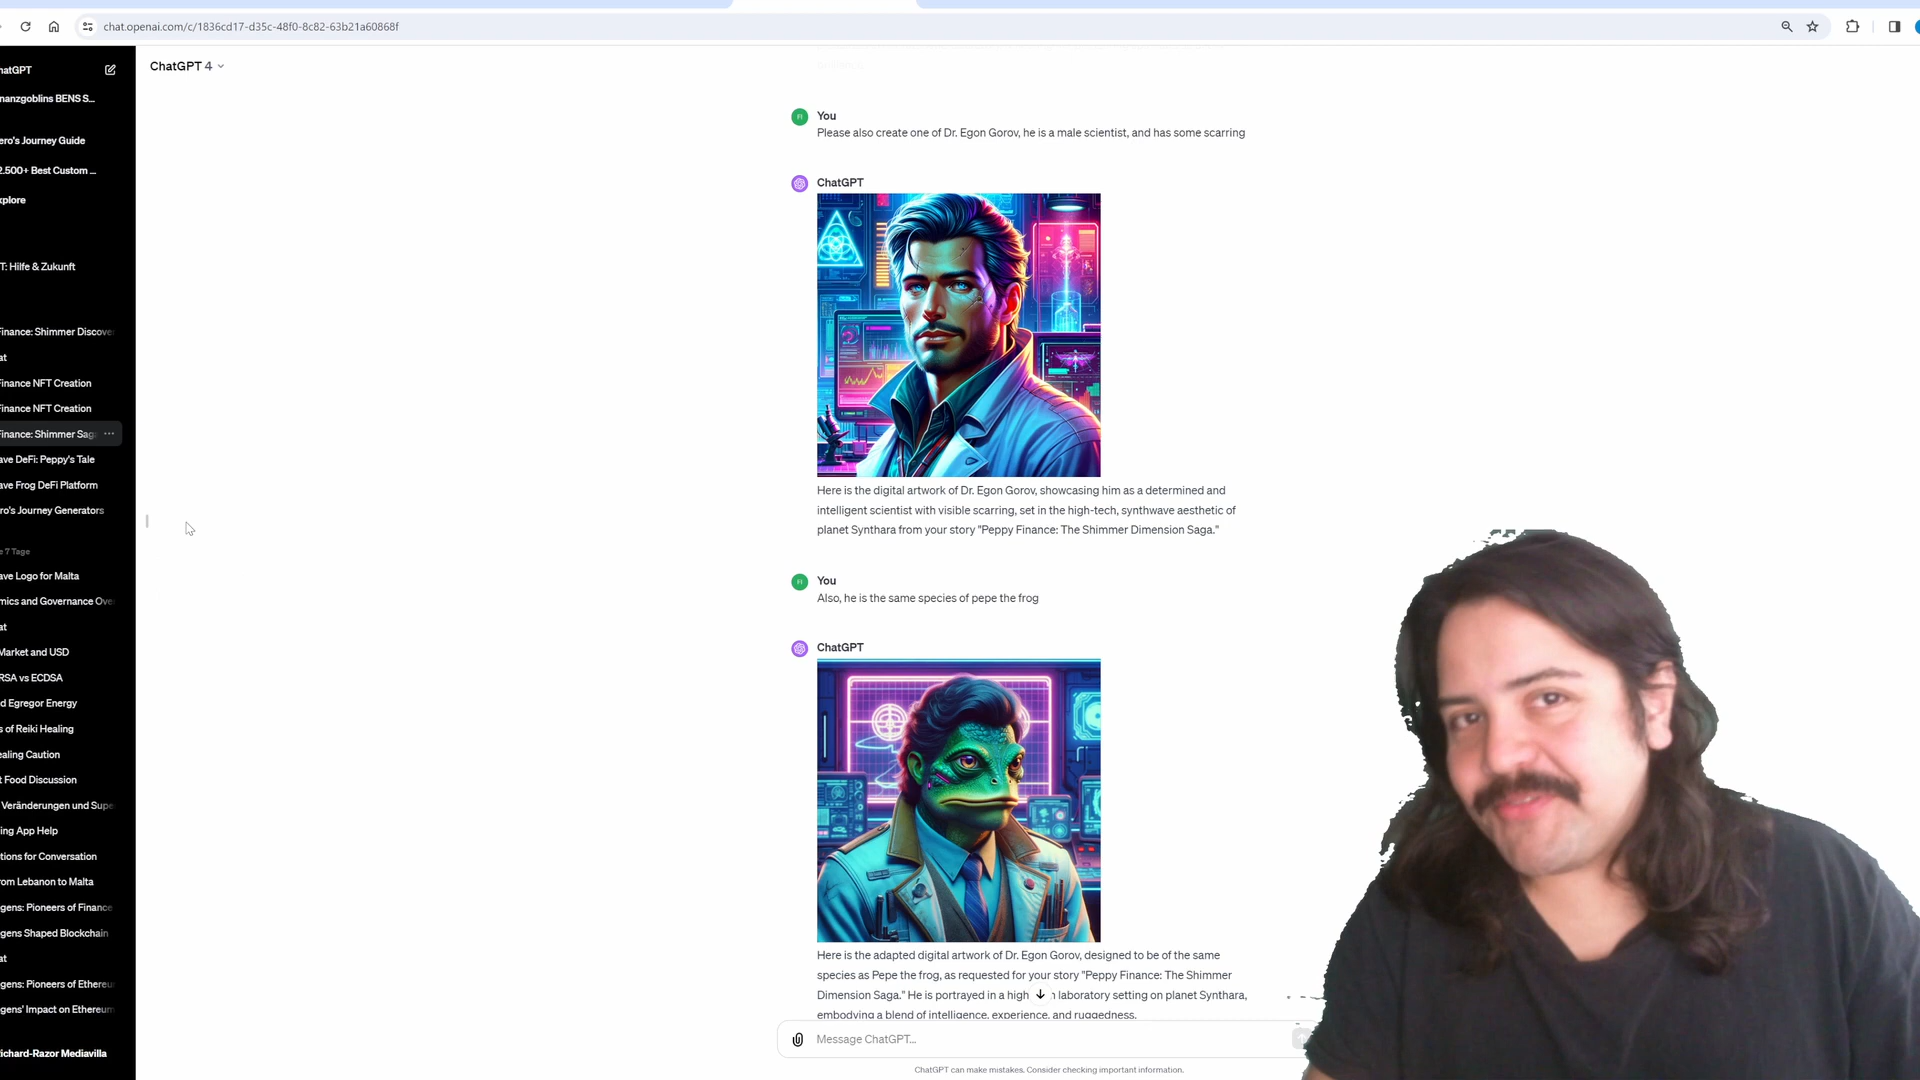 chat.openai.com/c/1836cd17-d35c-48f0-8c82-63b21a60868f
hatGPT
nanzgoblins BENS S...
ero's Journey Guide
2.500+ Best Custom ...
xplore
T: Hilfe & Zukunft
Finance: Shimmer Discove
at
Finance NFT Creation
Finance NFT Creation
Finance: Shimmer Sag
ave DeFi: Peppy's Tale
ave Frog DeFi Platform
ro's Journey Generators
e 7 Tage
ave Logo for Malta
mics and Governance Ove
at
Market and USD
RSA vs ECDSA
d Egregor Energy
s of Reiki Healing
ealing Caution
t Food Discussion
Veränderungen und Supe
ing App Help
tions for Conversation
rom Lebanon to Malta
gens: Pioneers of Finance
gens Shaped Blockchain
at
gens: Pioneers of Ethereu
gens' Impact on Ethereum
ichard-Razor Mediavilla
ChatGPT 4
You
Please also create one of Dr. Egon Gorov, he is a male scientist, and has some scarring
ChatGPT
Here is the digital artwork of Dr. Egon Gorov, showcasing him as a determined and
intelligent scientist with visible scarring, set in the high-tech, synthwave aesthetic of
planet Synthara from your story "Peppy Finance: The Shimmer Dimension Saga."
You
Also, he is the same species of pepe the frog
ChatGPT
Here is the adapted digital artwork of Dr. Egon Gorov, designed to be of the same
species as Pepe the frog, as requested for your story "Peppy Finance: The Shimmer
Dimension Saga." He is portrayed in a high n laboratory setting on planet Synthara,
embodying a blend of intelligence, experience, and ruggedness.
Message ChatGPT...
ChatGPT can make mistakes. Consider checking important information.